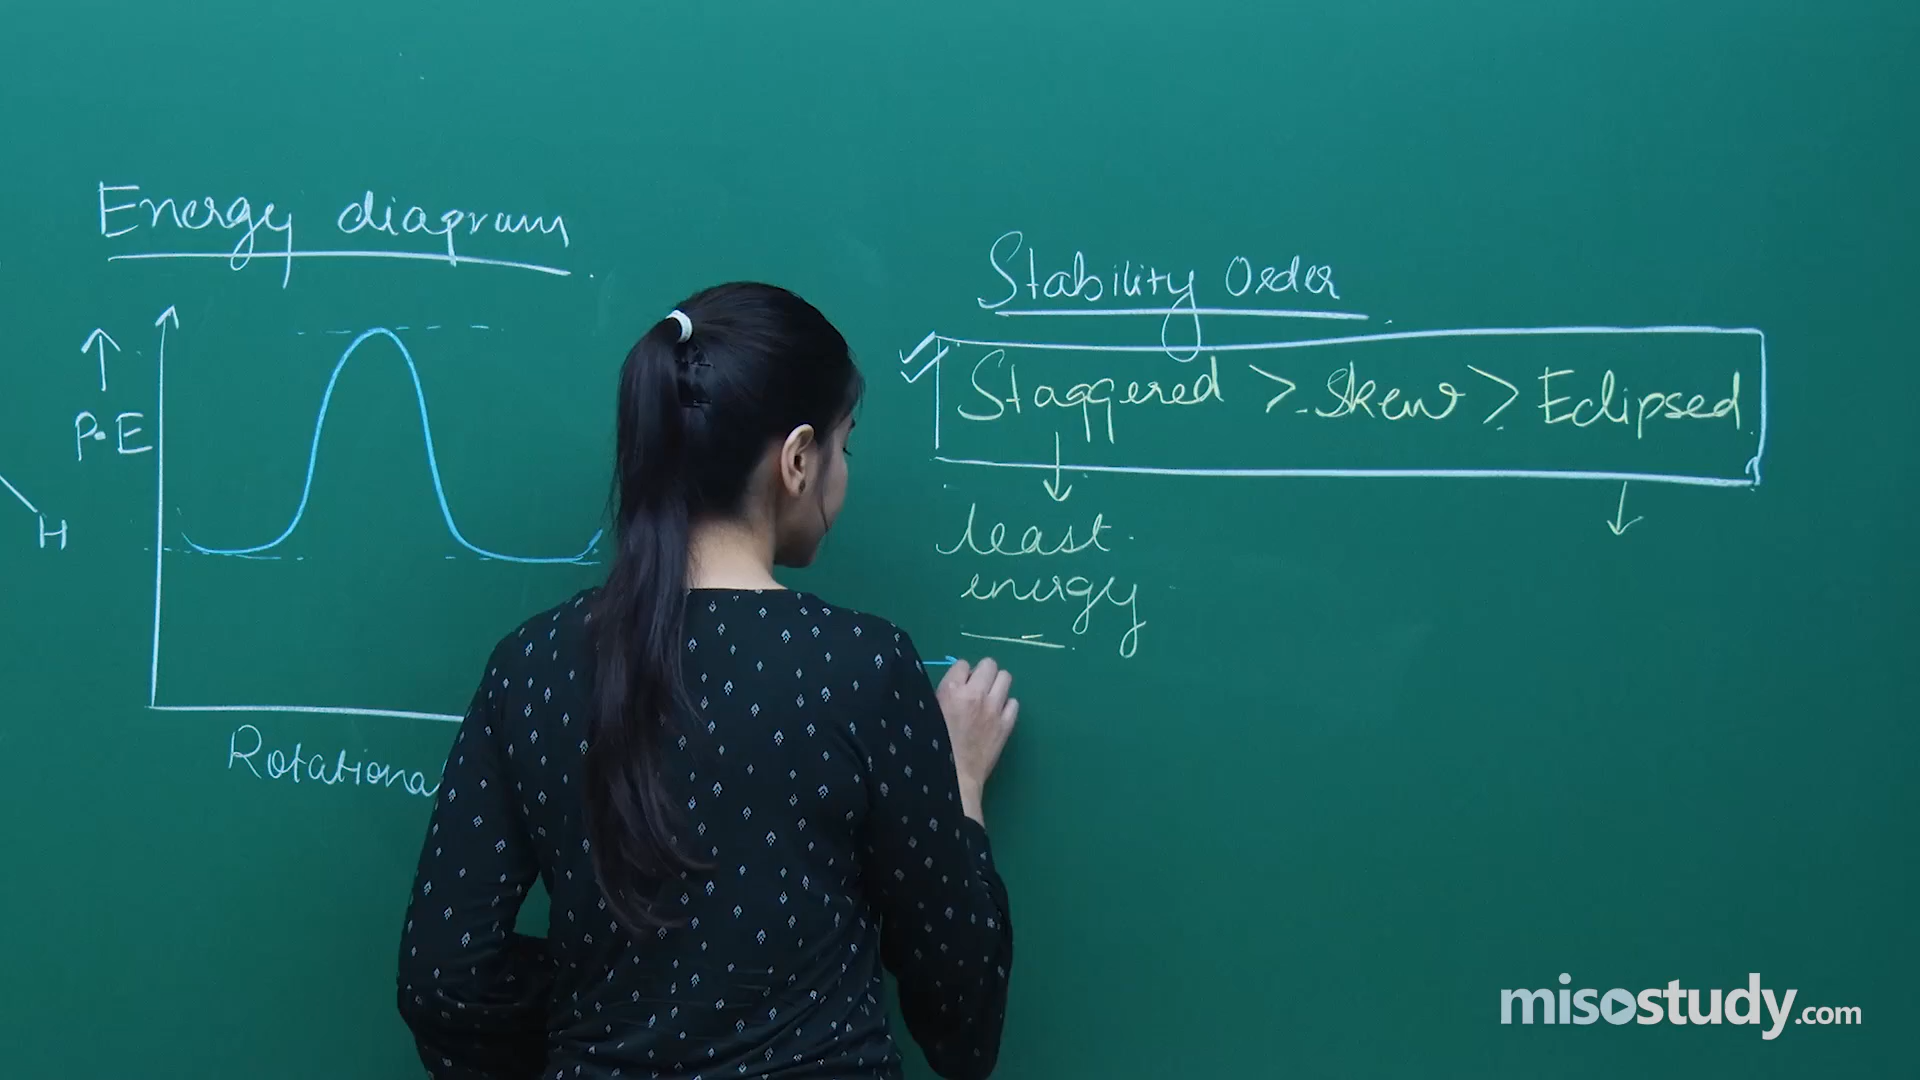 Energy diagram
P.E
H
Rotationa
Stability Order
Staggered > Skew > Eclipsed
least
energy
misostudy.com